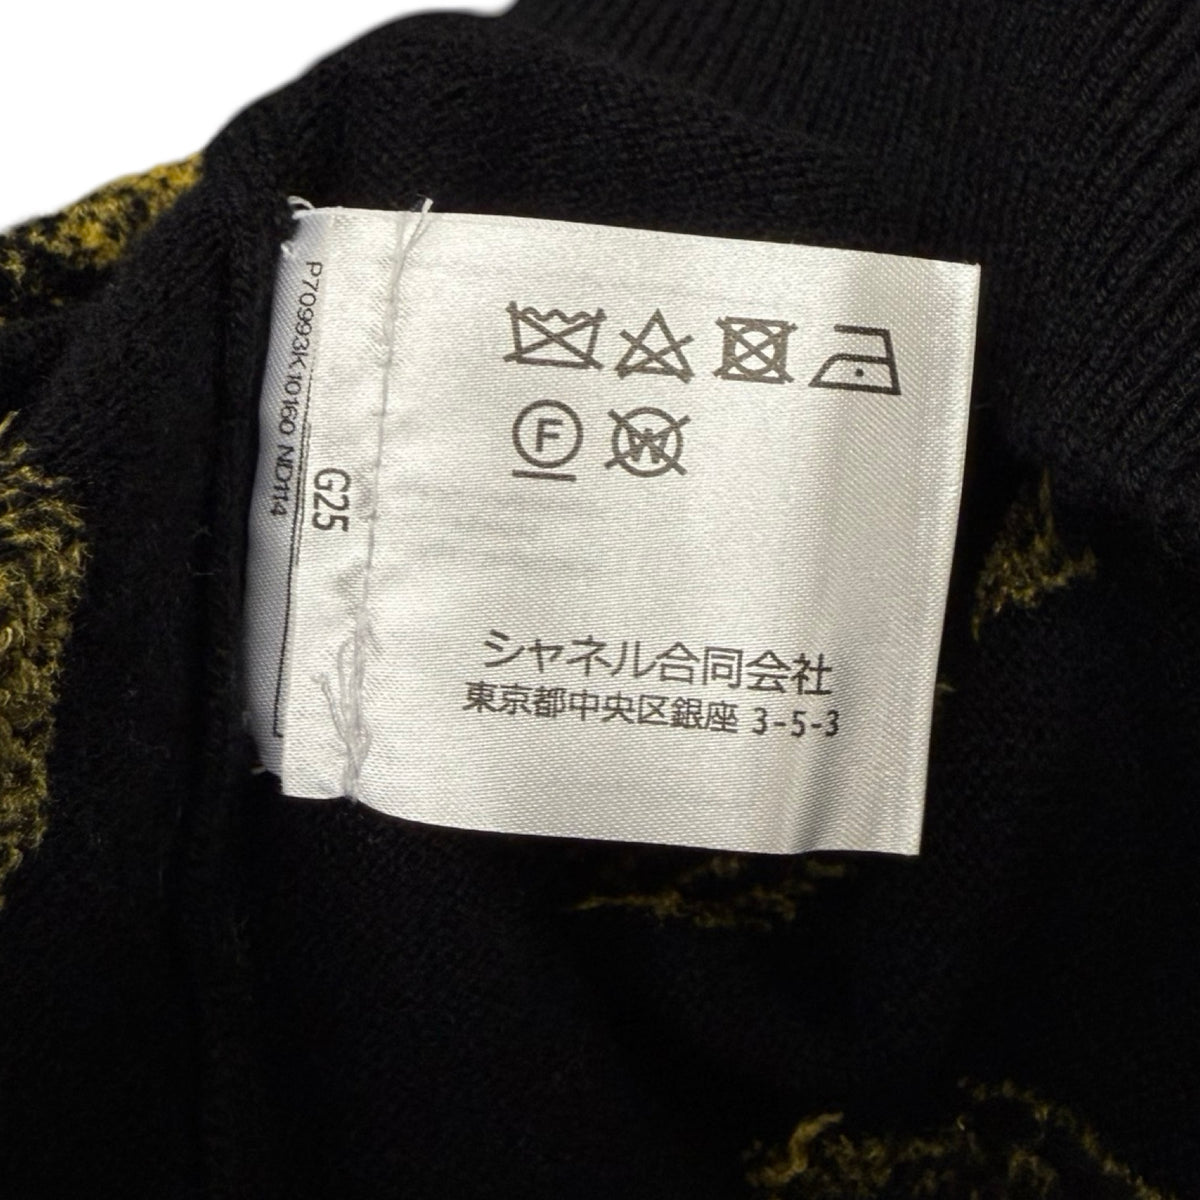 P70993K10160 ND114
G25
F
W
シャネル合同会社
東京都中央区銀座 3-5-3